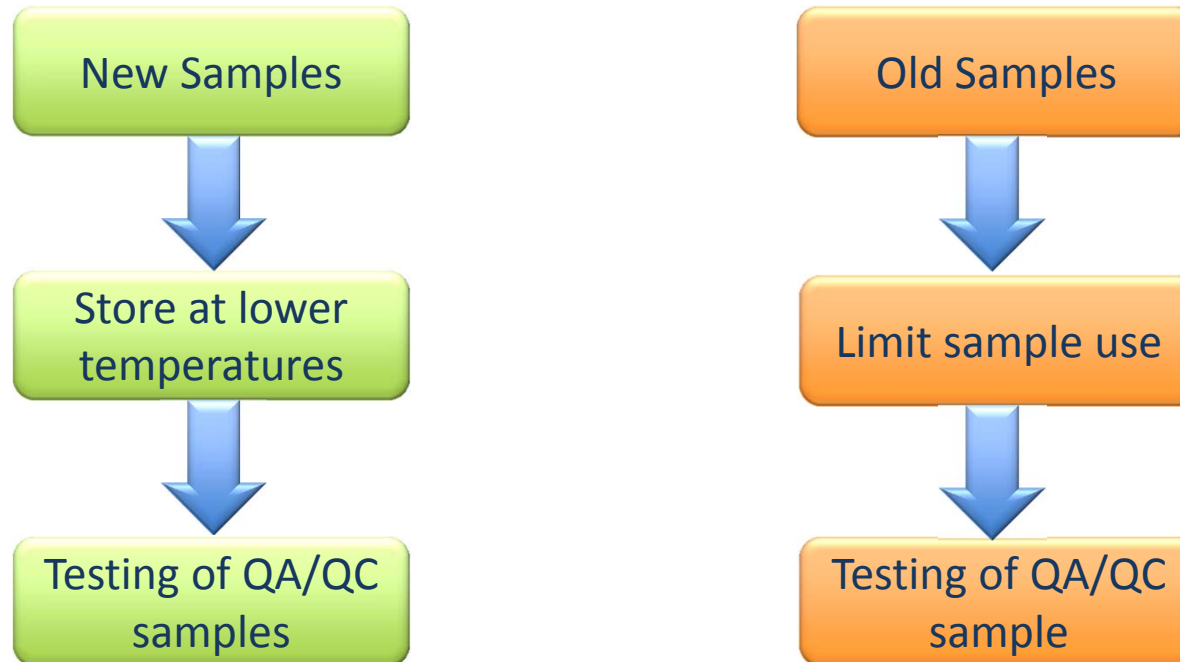 New Samples
Store at lower
temperatures
Testing of QA/QC
samples
Old Samples
Limit sample use
Testing of QA/QC
sample